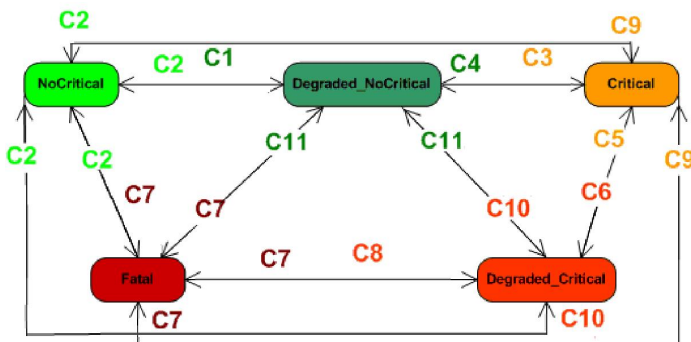 C2 C9
C2 C1 C4 C3
NoCritical Degraded_NoCritical Critical
C2 C2 C11 C11 C5 C9
C7 C7 C10 C6
C7 C8
Fatal Degraded_Critical
C7 C10